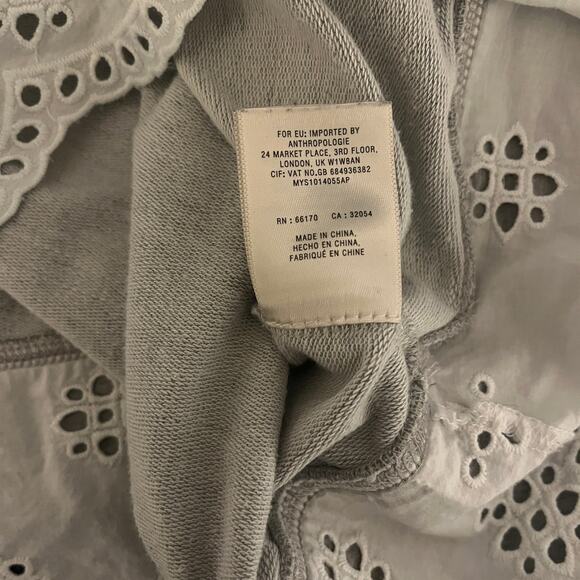 FOR EU: IMPORTED BY
ANTHROPOLOGIE
24 MARKET PLACE, 3RD FLOOR,
LONDON, UK W1W8AN
CIF: VAT NO.GB 684936382
MYS1014055AP
RN : 66170 CA : 32054
MADE IN CHINA,
HECHO EN CHINA,
FABRIQUÉ EN CHINE